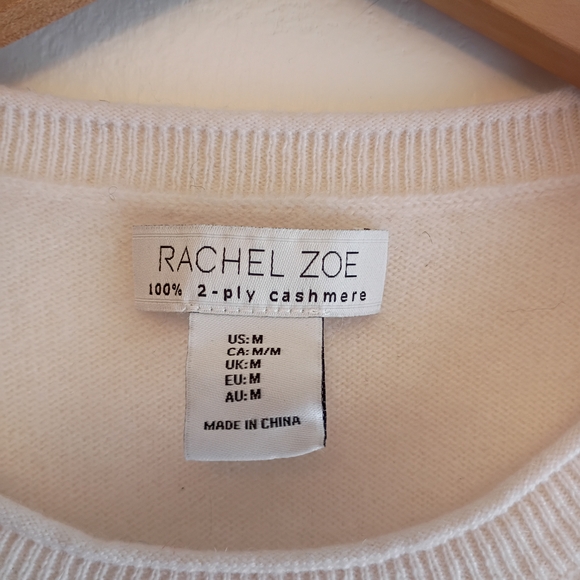 RACHEL ZOE
100% 2-ply cashmere
US: M
CA: M/M
UK: M
EU: M
AU: M
MADE IN CHINA